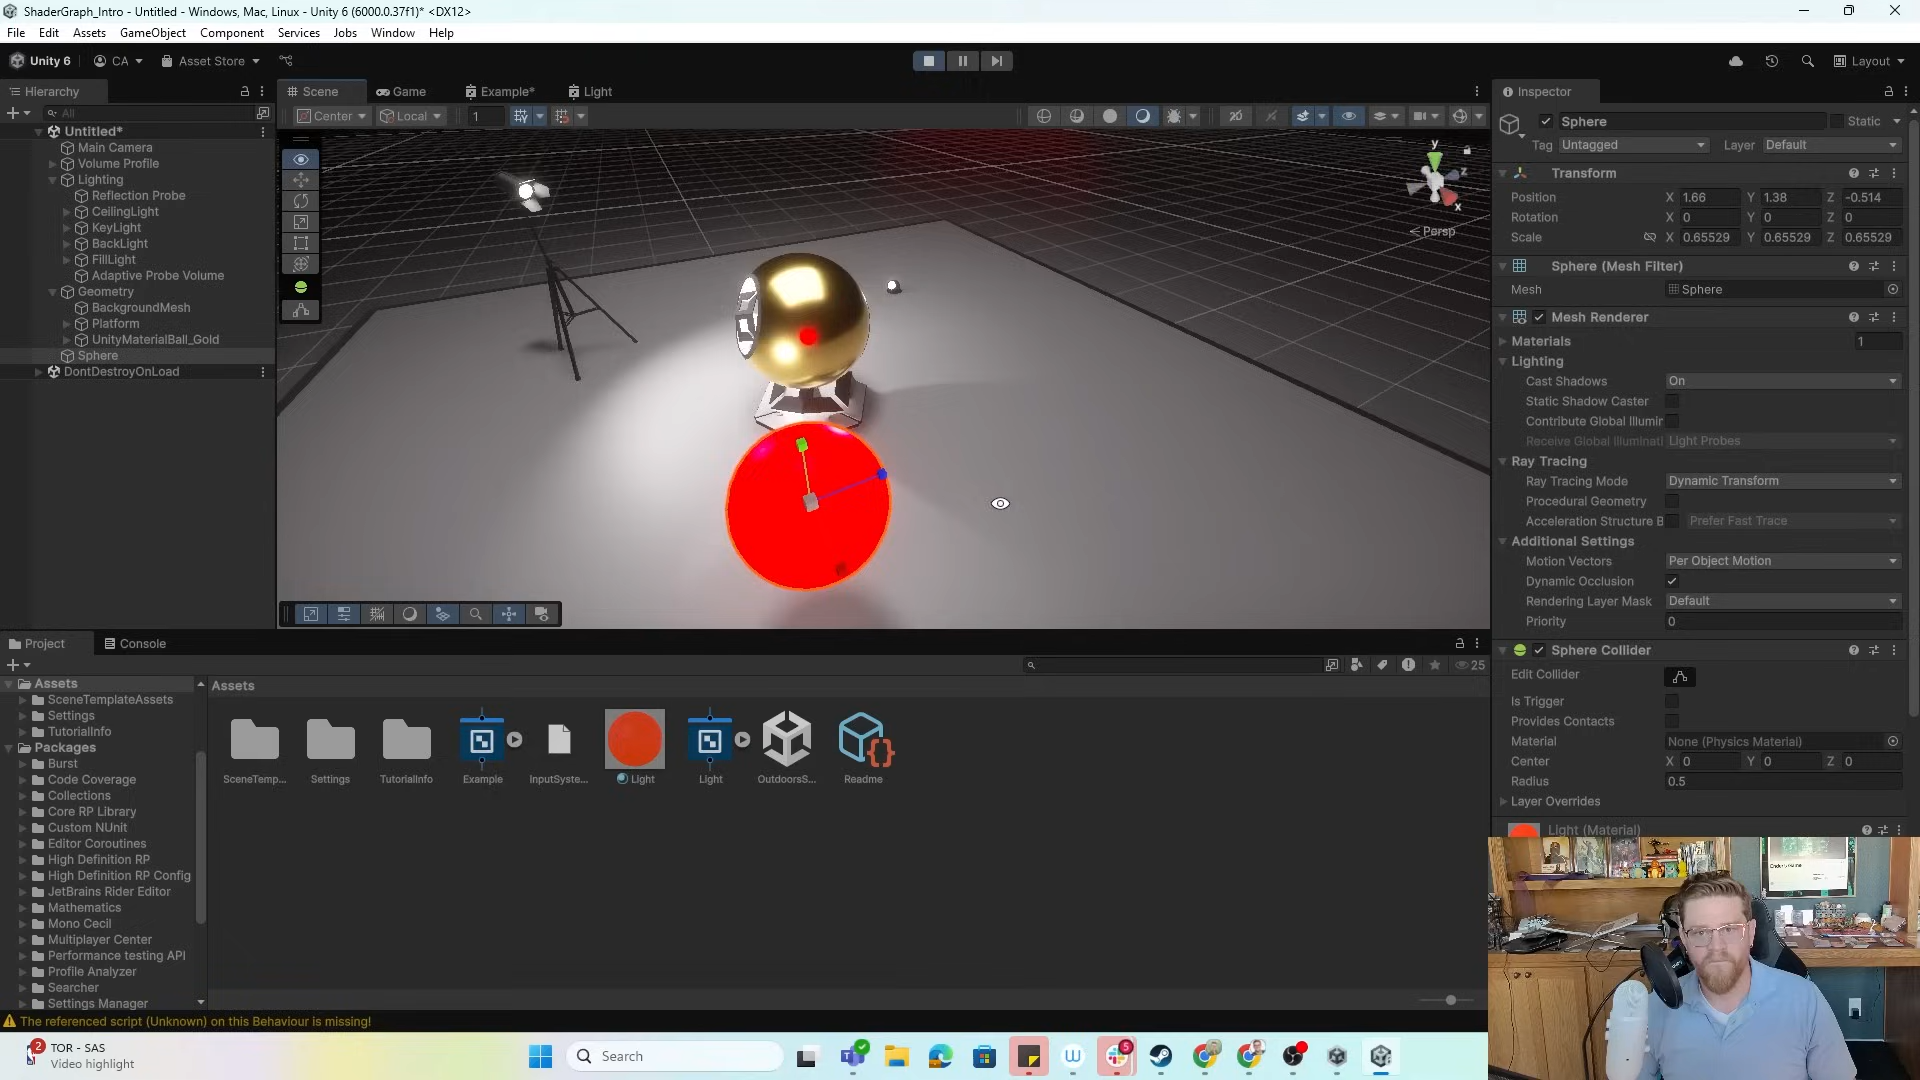 ShaderGraph_Intro - Untitled - Windows, Mac, Linux - Unity 6 (6000.0.37f1)* <DX12>
File Edit Assets GameObject Component Services Jobs Window Help
Unity 6 CA Asset Store Layout
Hierarchy Scene Game Example* Light Inspector
All Center Local 1 2D Sphere Static
Untitled*
Main Camera
Volume Profile
Lighting
Reflection Probe
CeilingLight
KeyLight
BackLight
FillLight
Adaptive Probe Volume
Geometry
BackgroundMesh
Platform
UnityMaterialBall_Gold
Sphere
DontDestroyOnLoad
y
z
x
Persp
Tag Untagged Layer Default
Transform
Position X 1.66 Y 1.38 Z -0.514
Rotation X 0 Y 0 Z 0
Scale X 0.65529 Y 0.65529 Z 0.65529
Sphere (Mesh Filter)
Mesh Sphere
Mesh Renderer
Materials 1
Lighting
Cast Shadows On
Static Shadow Caster
Contribute Global Illumir
Receive Global Illuminati Light Probes
Ray Tracing
Ray Tracing Mode Dynamic Transform
Procedural Geometry
Acceleration Structure B Prefer Fast Trace
Additional Settings
Motion Vectors Per Object Motion
Dynamic Occlusion
Rendering Layer Mask Default
Priority 0
Sphere Collider
Edit Collider
Is Trigger
Provides Contacts
Material None (Physics Material)
Center X 0 Y 0 Z 0
Radius 0.5
Layer Overrides
Light (Material)
Project Console
25
Assets
SceneTemplateAssets
Settings
TutorialInfo
Packages
Burst
Code Coverage
Collections
Core RP Library
Custom NUnit
Editor Coroutines
High Definition RP
High Definition RP Config
JetBrains Rider Editor
Mathematics
Mono Cecil
Multiplayer Center
Performance testing API
Profile Analyzer
Searcher
Settings Manager
Assets
SceneTemp... Settings TutorialInfo Example InputSyste... Light Light OutdoorsS... Readme
The referenced script (Unknown) on this Behaviour is missing!
2 TOR - SAS
Video highlight
Search
5